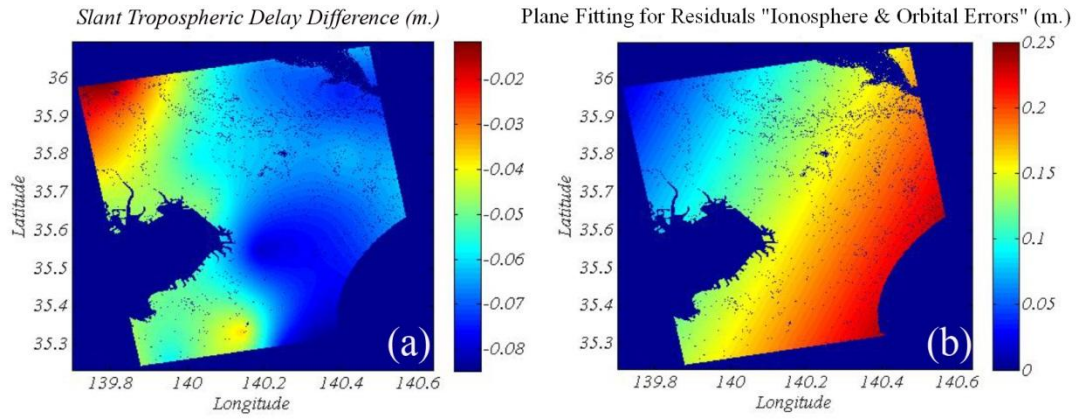 Slant Tropospheric Delay Difference (m.)
36
35.9
35.8
35.7
35.6
35.5
35.4
35.3
Latitude
139.8 140 140.2 140.4 140.6
Longitude
(a)
-0.02
-0.03
-0.04
-0.05
-0.06
-0.07
-0.08
Plane Fitting for Residuals "Ionosphere & Orbital Errors" (m.)
36
35.9
35.8
35.7
35.6
35.5
35.4
35.3
Latitude
139.8 140 140.2 140.4 140.6
Longitude
(b)
0.25
0.2
0.15
0.1
0.05
0